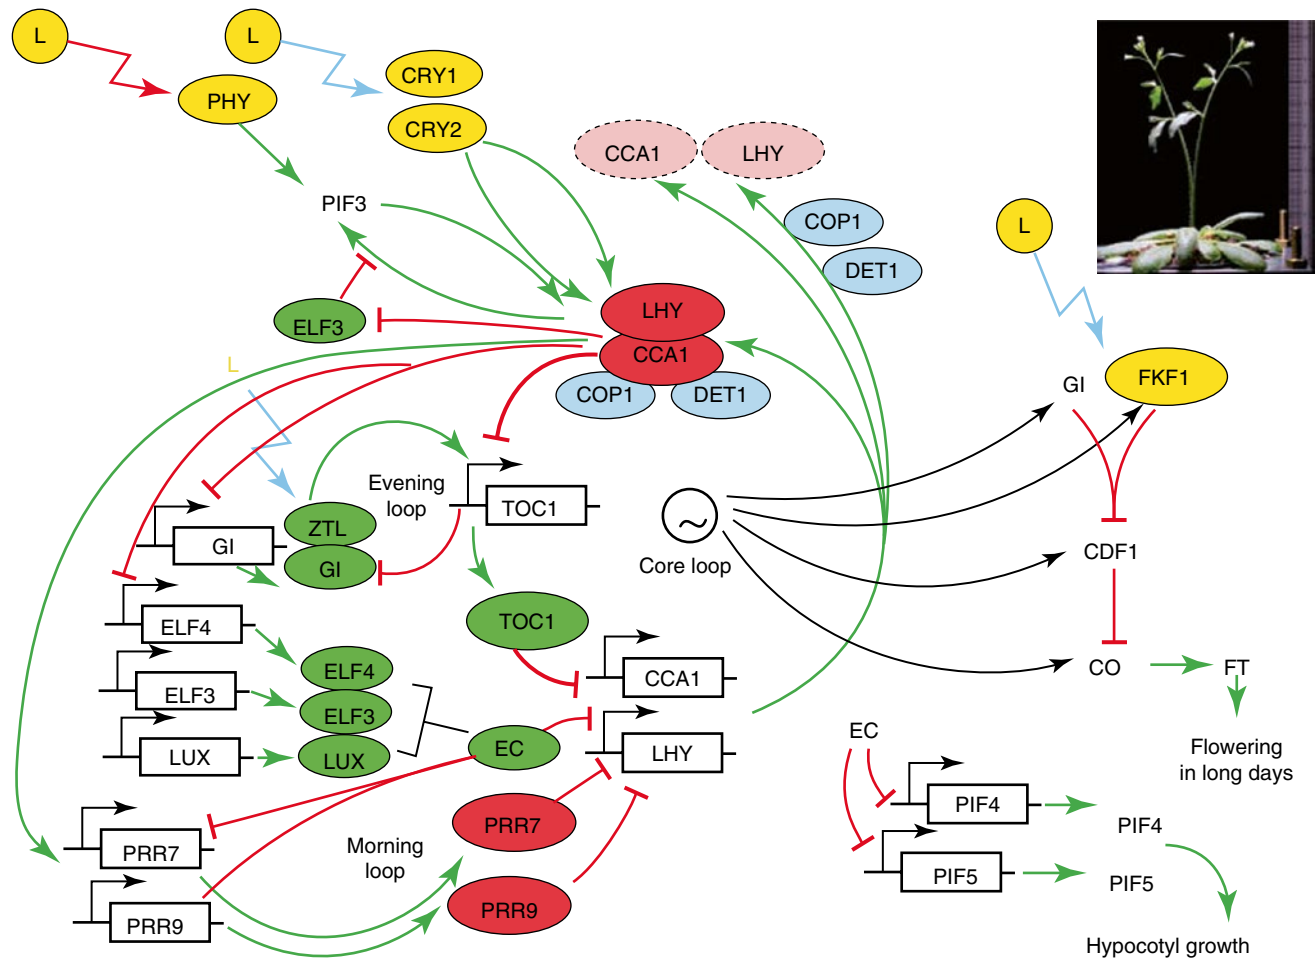 L
L
PHY
CRY1
CRY2
CCA1
LHY
PIF3
COP1
DET1
L
ELF3
LHY
CCA1
COP1
DET1
L
GI
FKF1
Evening
loop
TOC1
ZTL
GI
GI
Core loop
CDF1
TOC1
ELF4
ELF4
CCA1
CO
FT
ELF3
ELF3
LUX
LUX
EC
LHY
EC
Flowering
in long days
PIF4
PIF4
PRR7
Morning
loop
PRR7
PIF5
PIF5
PRR9
PRR9
Hypocotyl growth